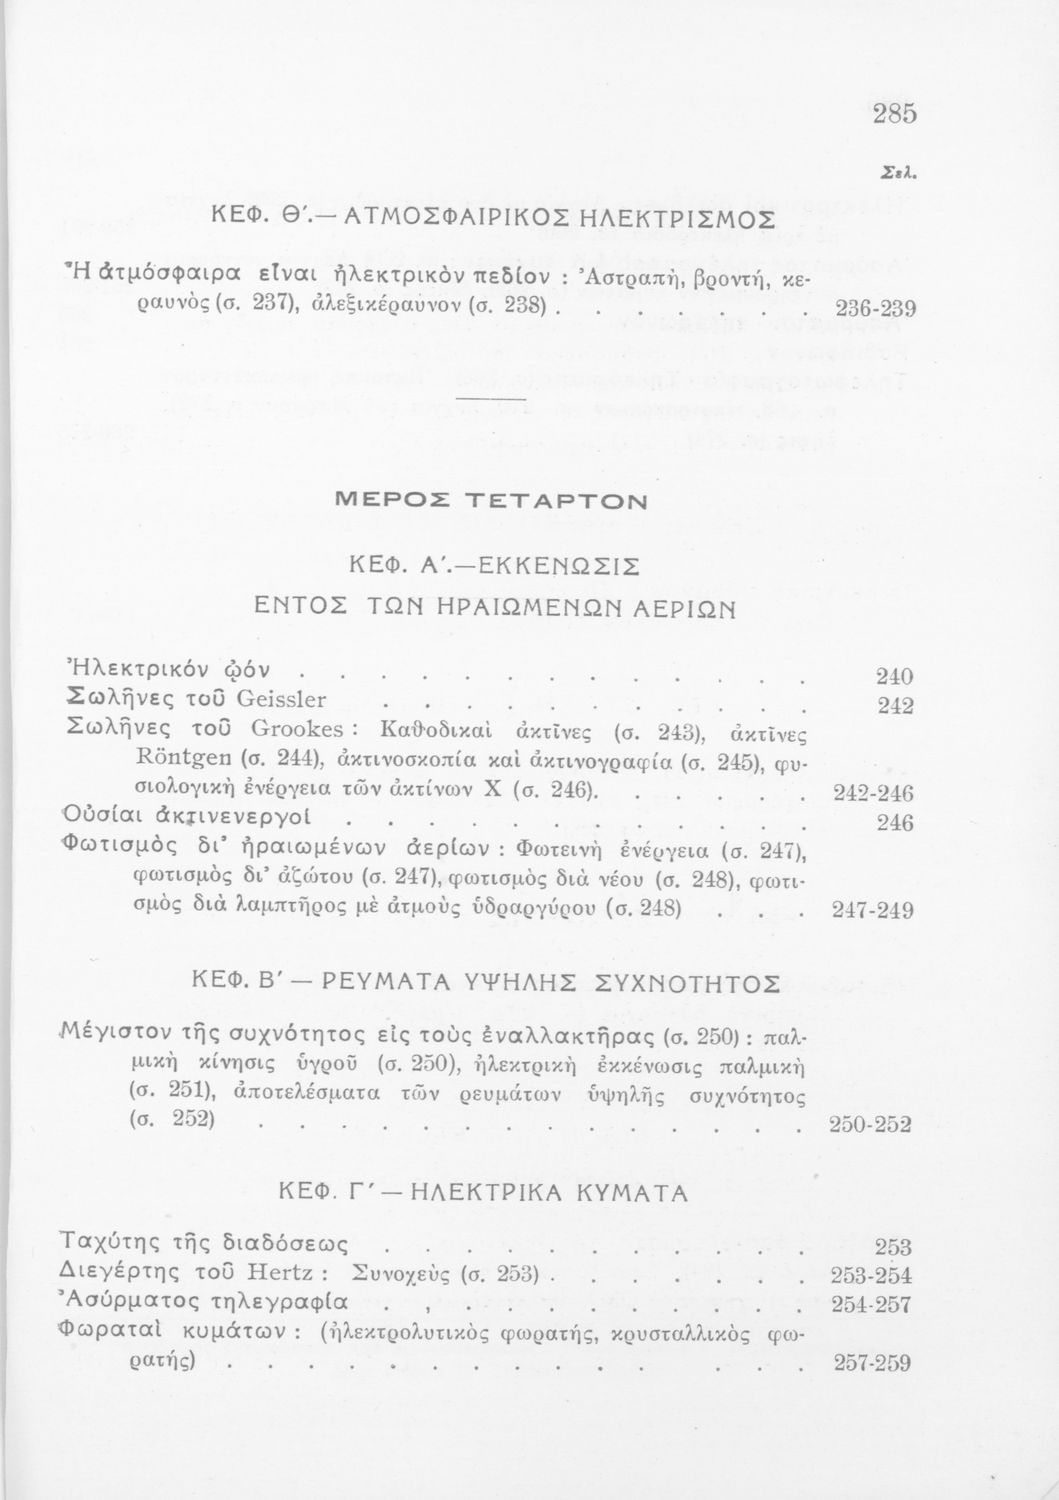 285
Σελ.
ΚΕΦ. Θ΄.— ΑΤΜΟΣΦΑΙΡΙΚΟΣ ΗΛΕΚΤΡΙΣΜΟΣ
Ἡ ἀτμόσφαιρα εἶναι ἠλεκτρικὸν πεδίον : Ἀστραπὴ, βροντή, κε-
ραυνὸς (σ. 237), ἀλεξικέραυνον (σ. 238) . . . . . . . 236-239
ΜΕΡΟΣ ΤΕΤΑΡΤΟΝ
ΚΕΦ. Α΄.—ΕΚΚΕΝΩΣΙΣ
ΕΝΤΟΣ ΤΩΝ ΗΡΑΙΩΜΕΝΩΝ ΑΕΡΙΩΝ
Ἠλεκτρικόν ᾠόν . . . . . . . . . . . . . 240
Σωλῆνες τοῦ Geissler . . . . . . . . . . . 242
Σωλῆνες τοῦ Grookes : Καθοδικαὶ ἀκτῖνες (σ. 243), ἀκτῖνες
Röntgen (σ. 244), ἀκτινοσκοπία καὶ ἀκτινογραφία (σ. 245), φυ-
σιολογικὴ ἐνέργεια τῶν ἀκτίνων Χ (σ. 246). . . . . . 242-246
Οὐσίαι ἀκτινενεργοί . . . . . . . . . . . . 246
Φωτισμὸς δι’ ἠραιωμένων ἀερίων : Φωτεινὴ ἐνέργεια (σ. 247),
φωτισμὸς δι’ ἀζώτου (σ. 247), φωτισμὸς διὰ νέου (σ. 248), φωτι-
σμὸς διὰ λαμπτῆρος μὲ ἀτμοὺς ὑδραργύρου (σ. 248) . . . 247-249
ΚΕΦ. Β΄ — ΡΕΥΜΑΤΑ ΥΨΗΛΗΣ ΣΥΧΝΟΤΗΤΟΣ
Μέγιστον τῆς συχνότητος εἰς τοὺς ἐναλλακτῆρας (σ. 250) : παλ-
μικὴ κίνησις ὑγροῦ (σ. 250), ἠλεκτρικὴ ἐκκένωσις παλμικὴ
(σ. 251), ἀποτελέσματα τῶν ρευμάτων ὑψηλῆς συχνότητος
(σ. 252) . . . . . . . . . . . . . . 250-252
ΚΕΦ. Γ΄ — ΗΛΕΚΤΡΙΚΑ ΚΥΜΑΤΑ
Ταχύτης τῆς διαδόσεως . . . . . . . . . . . 253
Διεγέρτης τοῦ Hertz : Συνοχεὺς (σ. 253) . . . . . . . 253-254
Ἀσύρματος τηλεγραφία . , . . . . . . . . . 254-257
Φωραταὶ κυμάτων : (ἠλεκτρολυτικὸς φωρατής, κρυσταλλικὸς φω-
ρατής) . . . . . . . . . . . . . . 257-259